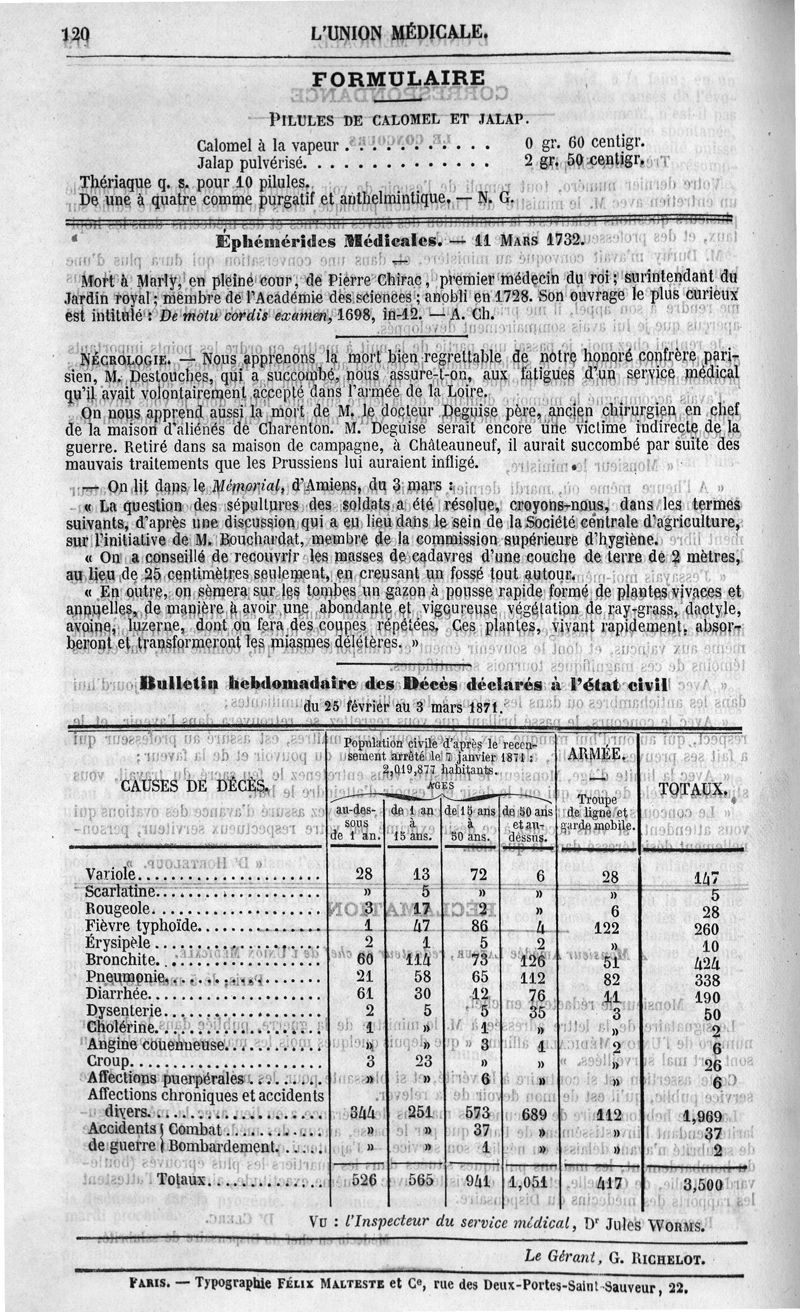 120 L'UNION MÉDICALE.
FORMULAIRE
PILULES DE CALOMEL ET JALAP.
Calomel à la vapeur . . . . . . . . . . . 0 gr. 60 centigr.
Jalap pulvérisé. . . . . . . . . . . . . . 2 gr. 50 centigr.
Thériaque q. s. pour 10 pilules.
De une à quatre comme purgatif et anthelmintique. — N. G.
Éphémérides Médicales. — 11 MARS 1732.
Mort à Marly, en pleine cour, de Pierre Chirac, premier médecin du roi; surintendant du
Jardin royal; membre de l'Académie des sciences; anobli en 1728. Son ouvrage le plus curieux
est intitulé : De motu cordis examen, 1698, in-12. — A. Ch.
NÉCROLOGIE. — Nous apprenons la mort bien regrettable de notre honoré confrère pari-
sien, M. Destouches, qui a succombé, nous assure-t-on, aux fatigues d'un service médical
qu'il avait volontairement accepté dans l'armée de la Loire.
On nous apprend aussi la mort de M. le docteur Deguise père, ancien chirurgien en chef
de la maison d'aliénés de Charenton. M. Deguise serait encore une victime indirecte de la
guerre. Retiré dans sa maison de campagne, à Châteauneuf, il aurait succombé par suite des
mauvais traitements que les Prussiens lui auraient infligé.
— On lit dans le Mémorial, d'Amiens, du 3 mars :
« La question des sépultures des soldats a été résolue, croyons-nous, dans les termes
suivants, d'après une discussion qui a eu lieu dans le sein de la Société centrale d'agriculture,
sur l'initiative de M. Bouchardat, membre de la commission supérieure d'hygiène.
« On a conseillé de recouvrir les masses de cadavres d'une couche de terre de 2 mètres,
au lieu de 25 centimètres seulement, en creusant un fossé tout autour.
« En outre, on sèmera sur les tombes un gazon à pousse rapide formé de plantes vivaces et
annuelles, de manière à avoir une abondante et viggureuse végétation de ray-grass, dactyle,
avoine, luzerne, dont on fera des coupes répétées. Ces plantes, vivant rapidement, absor-
beront et transformeront les miasmes délétères. »
Bulletin hebdomadaire des Décès déclarés à l'état civil
du 25 février au 3 mars 1871.
CAUSES DE DÉCÈS. Population civile d'après le recen-
sement arrêté le 7 janvier 1871 :
2,019,877 habitants.
AGES
au-des-
sous
de 1 an. de 1 an
à
15 ans. de 15 ans
à
50 ans. de 50 ans
et au-
dessus. ARMÉE.
Troupe
de ligne et
garde mobile. TOTAUX.
Variole . . . 28 13 72 6 28 147
Scarlatine . . . » 5 » » » 5
Rougeole . . . 3 17 2 » 6 28
Fièvre typhoïde . . . 1 47 86 4 122 260
Érysipèle . . . 2 1 5 2 » 10
Bronchite . . . 60 114 73 126 51 424
Pneumonie . . . 21 58 65 112 82 338
Diarrhée . . . 61 30 12 76 11 190
Dysenterie . . . 2 5 5 35 3 50
Cholérine . . . 1 » 1 » » 2
Angine couenneuse . . . » » 3 1 2 6
Croup . . . 3 23 » » » 26
Affections puerpérales . . . » » 6 » » 6
Affections chroniques et accidents
divers . . . 344 251 573 689 112 1,969
Accidents { Combat . . . » » 37 » » 37
de guerre { Bombardement . . . » » 1 » » 2
Totaux . . . 526 565 941 1,051 417 3,500
VU : l'Inspecteur du service médical, Dr Jules WORMS.
Le Gérant, G. RICHELOT.
PARIS. — Typographie FÉLIX MALTESTE et Ce, rue des Deux-Portes-Saint-Sauveur, 22.